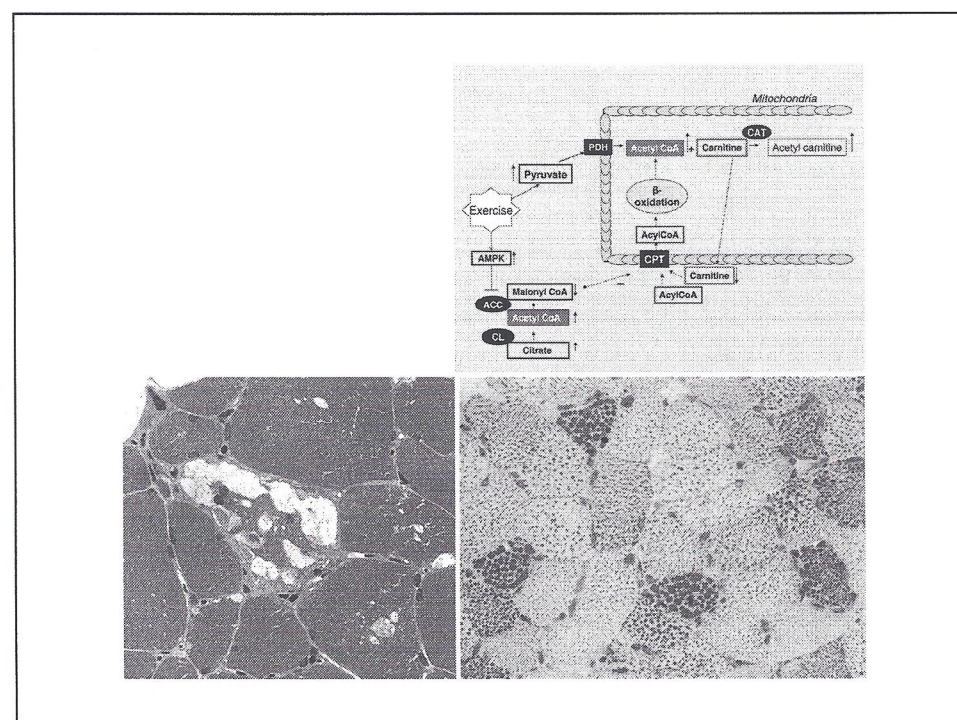 Mitochondria
CAT
PDH
Acetyl CoA
+
Carnitine
Acetyl carnitine
Pyruvate
β-
oxidation
Exercise
AcylCoA
AMPK
CPT
Carnitine
Malonyl CoA
–
AcylCoA
ACC
Acetyl CoA
CL
Citrate